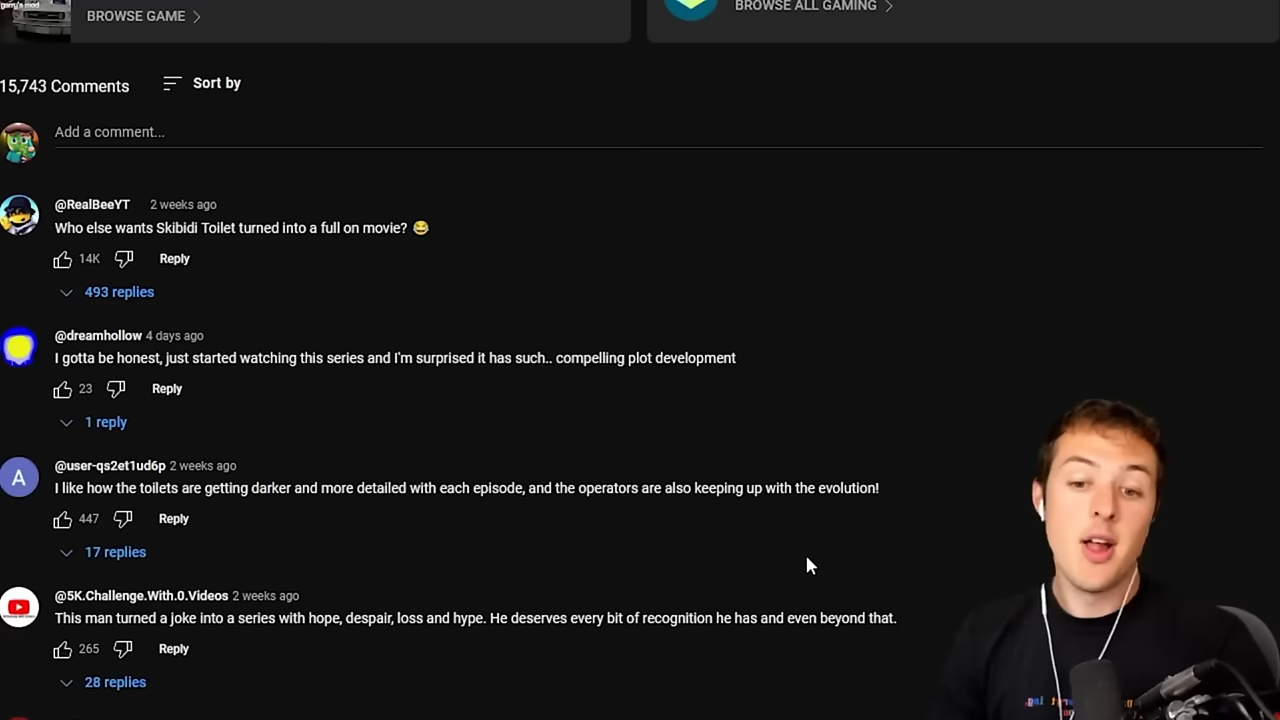 garry's mod
BROWSE GAME
BROWSE ALL GAMING
15,743 Comments
Sort by
Add a comment...
@RealBeeYT 2 weeks ago
Who else wants Skibidi Toilet turned into a full on movie? 😂
14K Reply
493 replies
@dreamhollow 4 days ago
I gotta be honest, just started watching this series and I'm surprised it has such.. compelling plot development
23 Reply
1 reply
A
@user-qs2et1ud6p 2 weeks ago
I like how the toilets are getting darker and more detailed with each episode, and the operators are also keeping up with the evolution!
447 Reply
17 replies
@5K.Challenge.With.0.Videos 2 weeks ago
This man turned a joke into a series with hope, despair, loss and hype. He deserves every bit of recognition he has and even beyond that.
265 Reply
28 replies